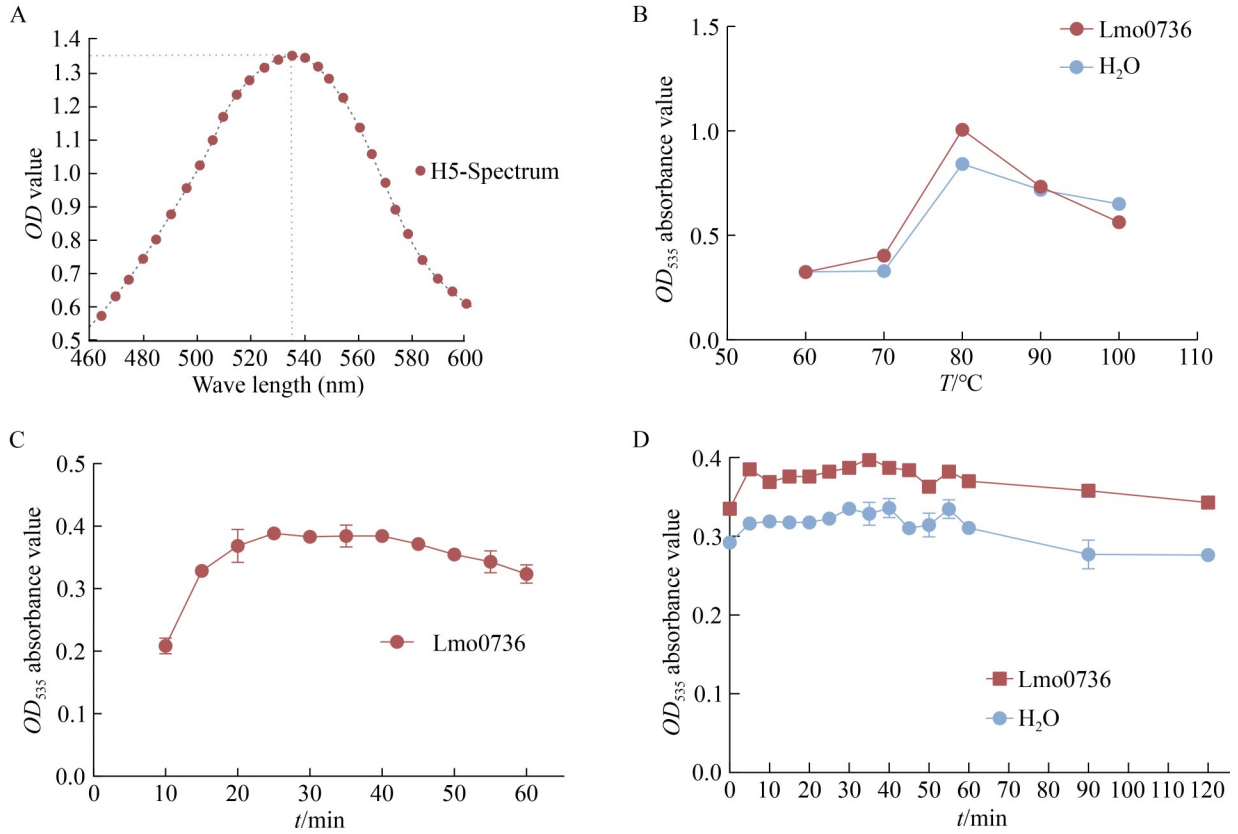 A
1.4
1.3
1.2
1.1
1.0
0.9
0.8
0.7
0.6
0.5
OD value
H5-Spectrum
460 480 500 520 540 560 580 600
Wave length (nm)
B
1.5
1.0
0.5
0.0
OD535 absorbance value
Lmo0736
H2O
50 60 70 80 90 100 110
T/°C
C
0.5
0.4
0.3
0.2
0.1
0.0
OD535 absorbance value
Lmo0736
0 10 20 30 40 50 60
t/min
D
0.4
0.3
0.2
0.1
0.0
OD535 absorbance value
Lmo0736
H2O
0 10 20 30 40 50 60 70 80 90 100 110 120
t/min